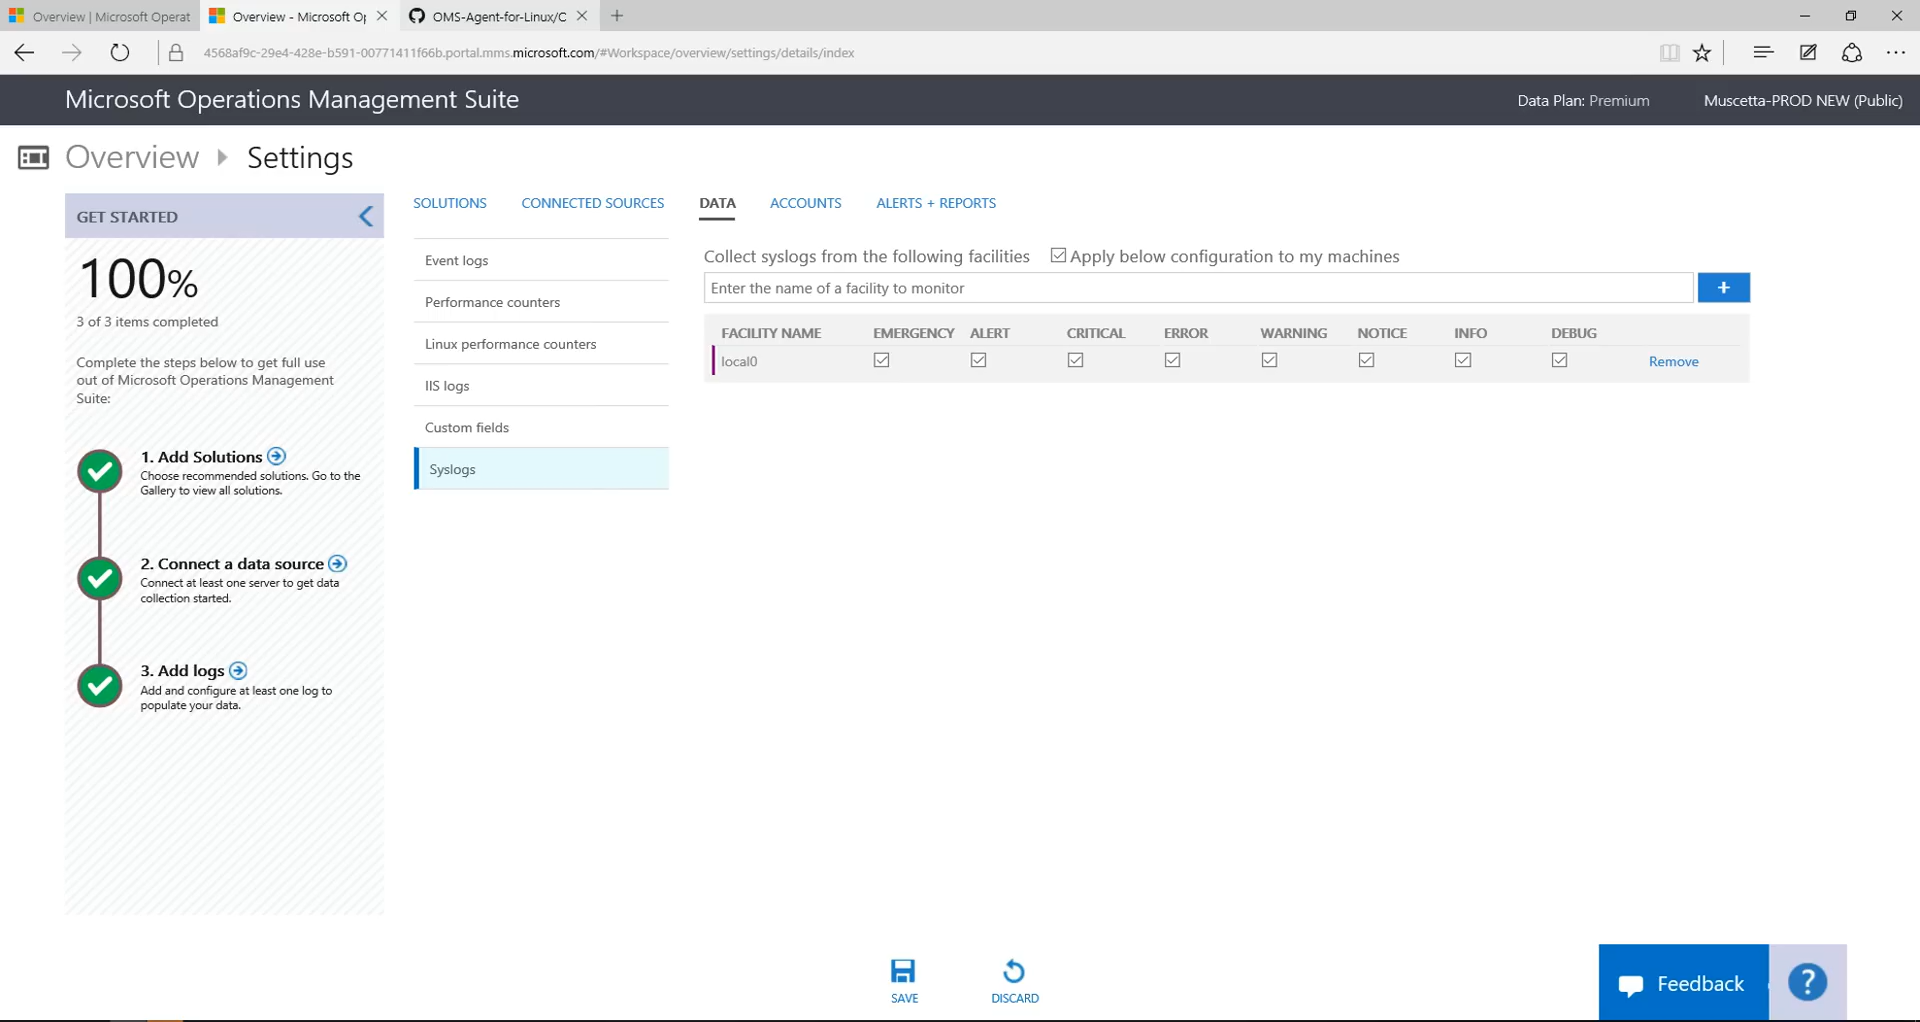 Overview | Microsoft Operat
Overview - Microsoft Op
OMS-Agent-for-Linux/C
4568af9c-29e4-428e-b591-00771411f66b.portal.mms.microsoft.com/#Workspace/overview/settings/details/index
Microsoft Operations Management Suite
Data Plan: Premium
Muscetta-PROD NEW (Public)
Overview
Settings
GET STARTED
100%
3 of 3 items completed
Complete the steps below to get full use
out of Microsoft Operations Management
Suite:
1. Add Solutions
Choose recommended solutions. Go to the
Gallery to view all solutions.
2. Connect a data source
Connect at least one server to get data
collection started.
3. Add logs
Add and configure at least one log to
populate your data.
SOLUTIONS
CONNECTED SOURCES
DATA
ACCOUNTS
ALERTS + REPORTS
Event logs
Performance counters
Linux performance counters
IIS logs
Custom fields
Syslogs
Collect syslogs from the following facilities
Apply below configuration to my machines
Enter the name of a facility to monitor
+
FACILITY NAME EMERGENCY ALERT CRITICAL ERROR WARNING NOTICE INFO DEBUG
local0 Remove
SAVE
DISCARD
Feedback
?